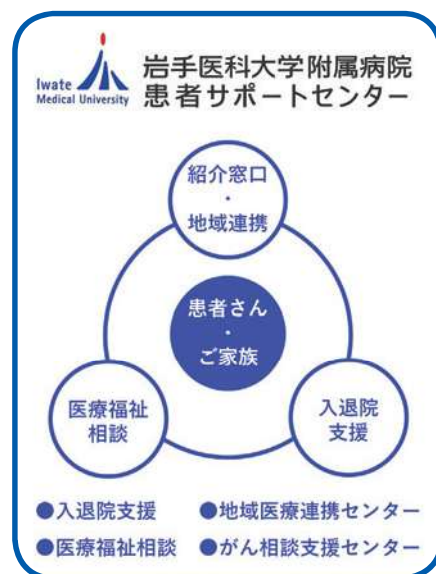 Iwate
Medical University
岩手医科大学附属病院
患者サポートセンター
紹介窓口
・
地域連携
患者さん
・
ご家族
医療福祉
相談
入退院
支援
●入退院支援
●地域医療連携センター
●医療福祉相談
●がん相談支援センター